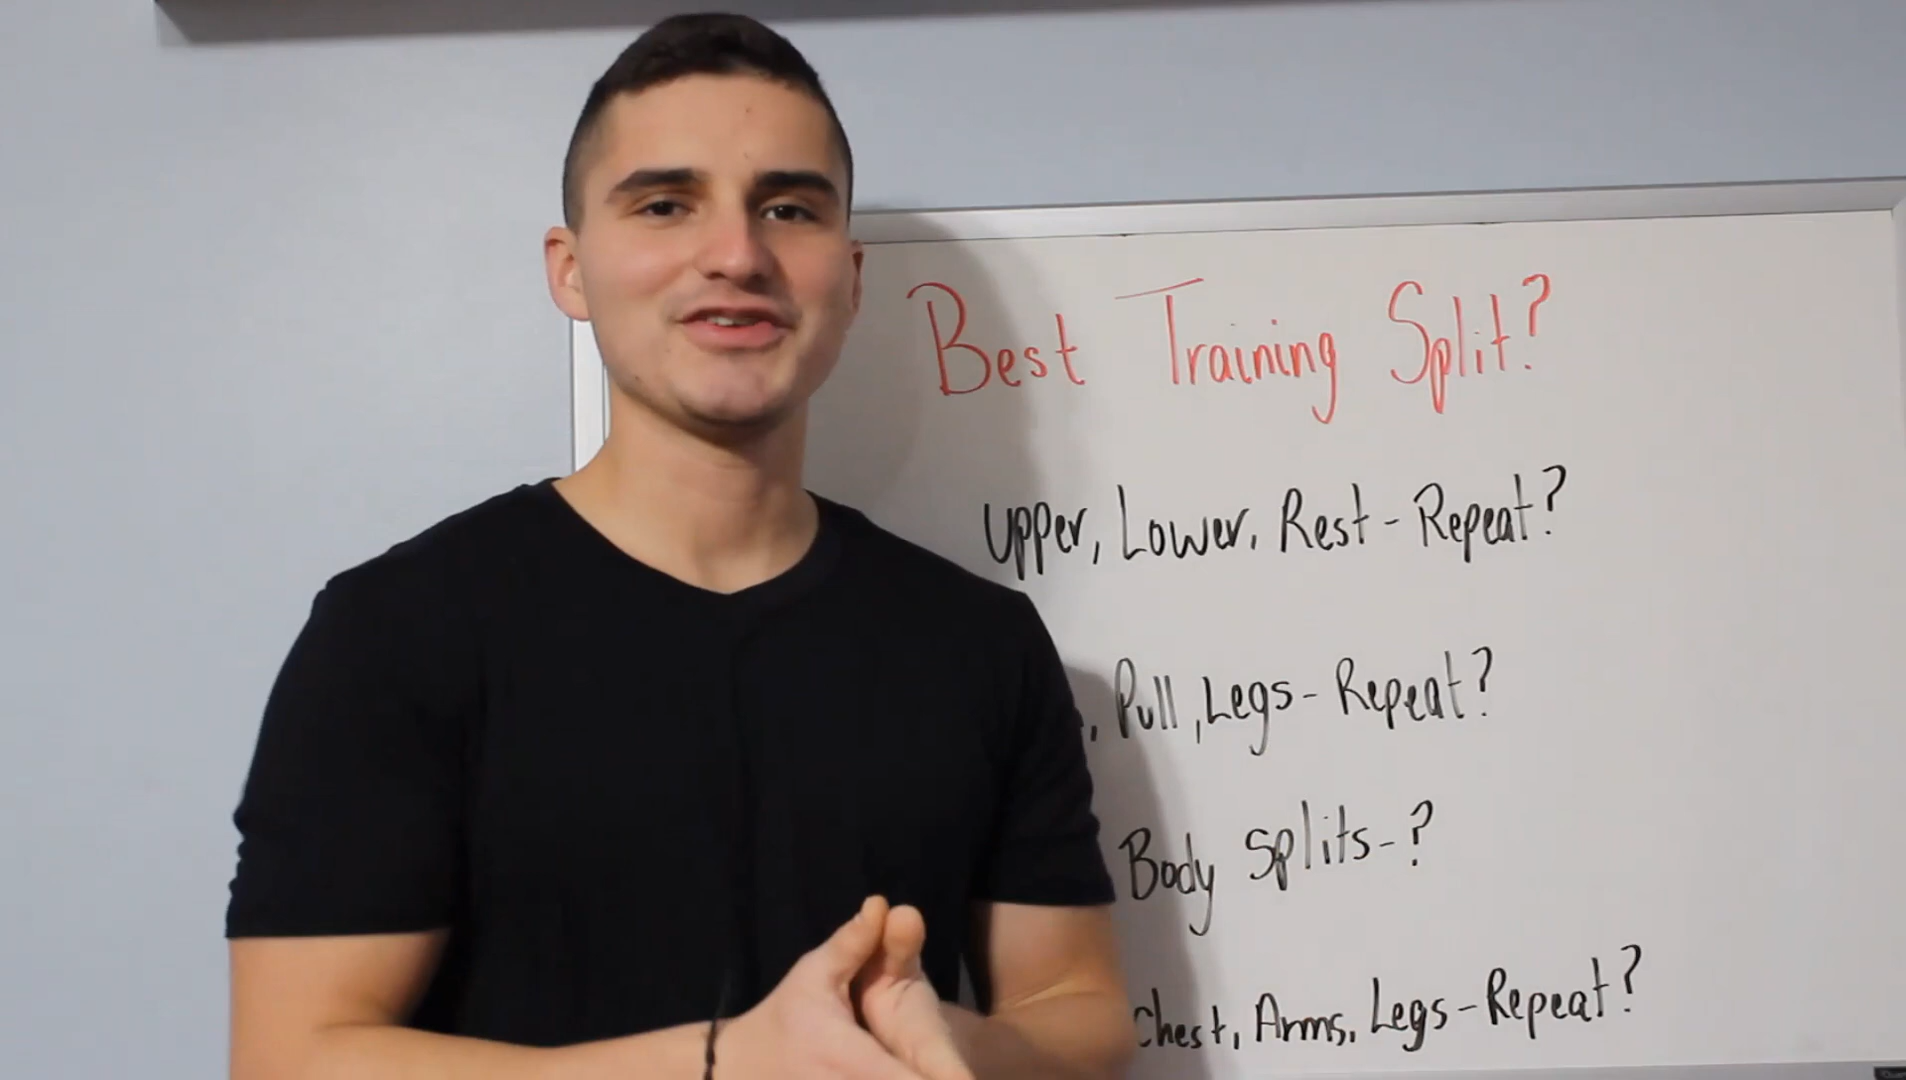 Best Training Split?
Upper, Lower, Rest - Repeat?
, Pull, Legs - Repeat?
Body splits - ?
Chest, Arms, Legs - Repeat?